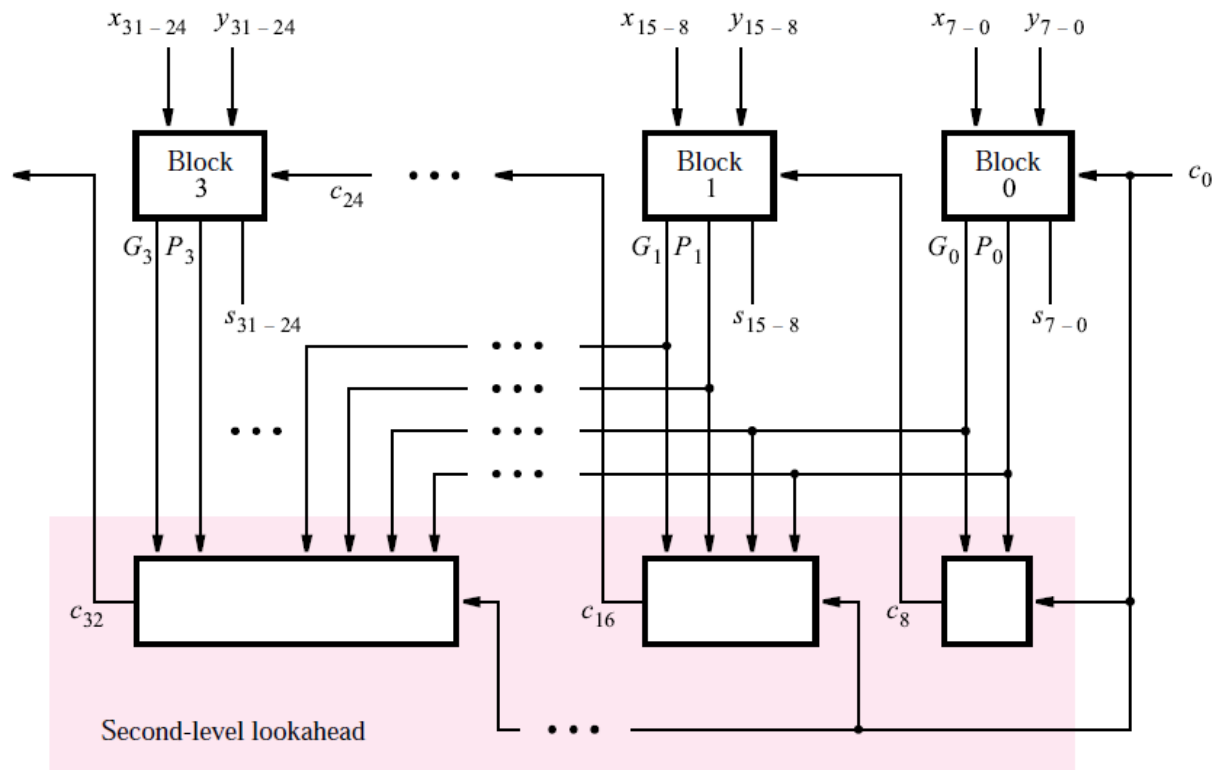 x31 – 24 y31 – 24 x15 – 8 y15 – 8 x7 – 0 y7 – 0
Block
3
Block
1
Block
0
c24
• • •
c0
G3 P3 G1 P1 G0 P0
s31 – 24 s15 – 8 s7 – 0
• • •
• • •
• • •
• • •
• • •
c32 c16 c8
Second-level lookahead
• • •